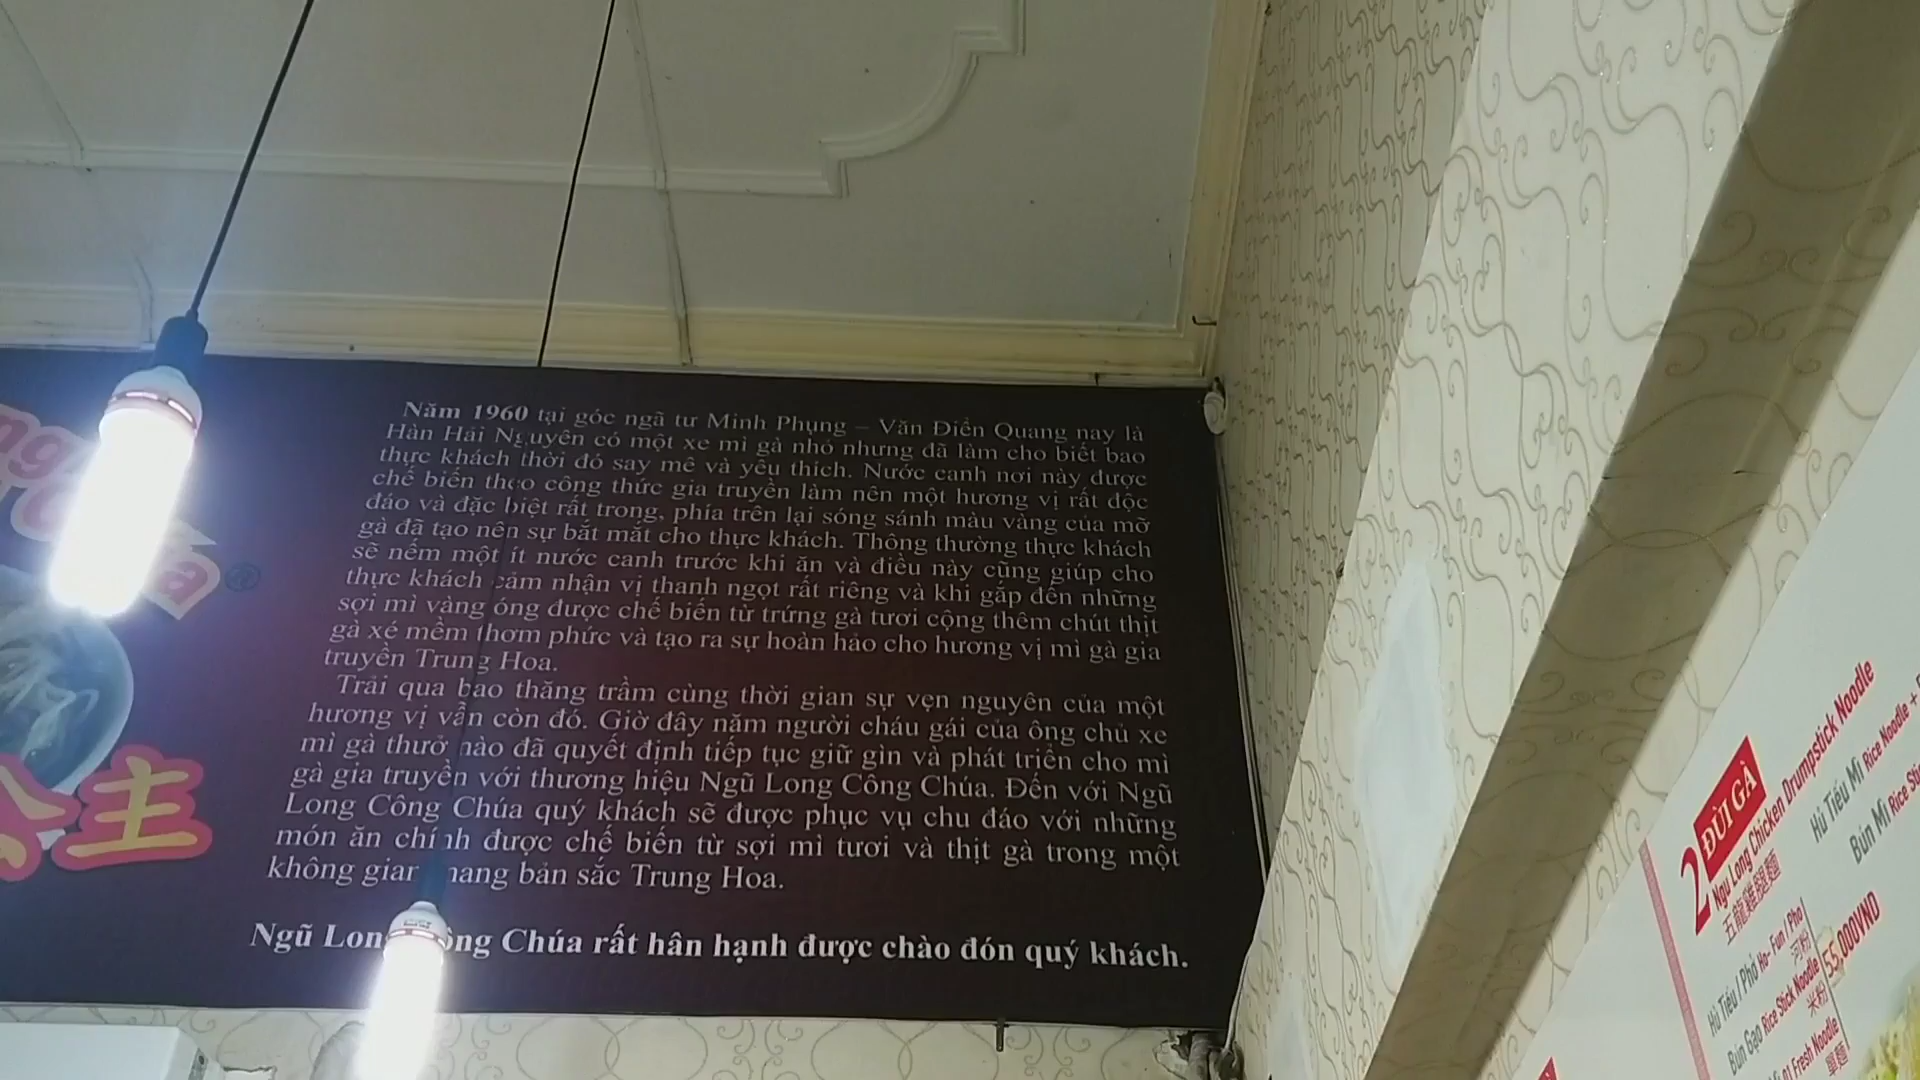 Năm 1960 tại góc ngã tư Minh Phụng – Văn Điển Quang nay là
Hàn Hải Nguyên có một xe mì gà nhỏ nhưng đã làm cho biết bao
thực khách thời đó say mê và yêu thích. Nước canh nơi này được
chế biến theo công thức gia truyền làm nên một hương vị rất độc
đáo và đặc biệt rất trong, phía trên lại sóng sánh màu vàng của mỡ
gà đã tạo nên sự bắt mắt cho thực khách. Thông thường thực khách
sẽ nếm một ít nước canh trước khi ăn và điều này cũng giúp cho
thực khách cảm nhận vị thanh ngọt rất riêng và khi gắp đến những
sợi mì vàng óng được chế biến từ trứng gà tươi cộng thêm chút thịt
gà xé mềm thơm phức và tạo ra sự hoàn hảo cho hương vị mì gà gia
truyền Trung Hoa.
Trải qua bao thăng trầm cùng thời gian sự vẹn nguyên của một
hương vị vẫn còn đó. Giờ đây năm người cháu gái của ông chủ xe
mì gà thưở nào đã quyết định tiếp tục giữ gìn và phát triển cho mì
gà gia truyền với thương hiệu Ngũ Long Công Chúa. Đến với Ngũ
Long Công Chúa quý khách sẽ được phục vụ chu đáo với những
món ăn chính được chế biến từ sợi mì tươi và thịt gà trong một
không gian mang bản sắc Trung Hoa.
Ngũ Long Công Chúa rất hân hạnh được chào đón quý khách.
公主
2 ĐÙI GÀ
Ngu Long Chicken Drumpstick Noodle
五龍雞腿麵
Hủ Tiếu / Phở Ho- Fun / Pho
河粉
Bún Gạo Rice Stick Noodle
米粉
01 Fresh Noodle
單麵
55,000VND
Hủ Tiếu Mì Rice Noodle +
Bún Mì Rice